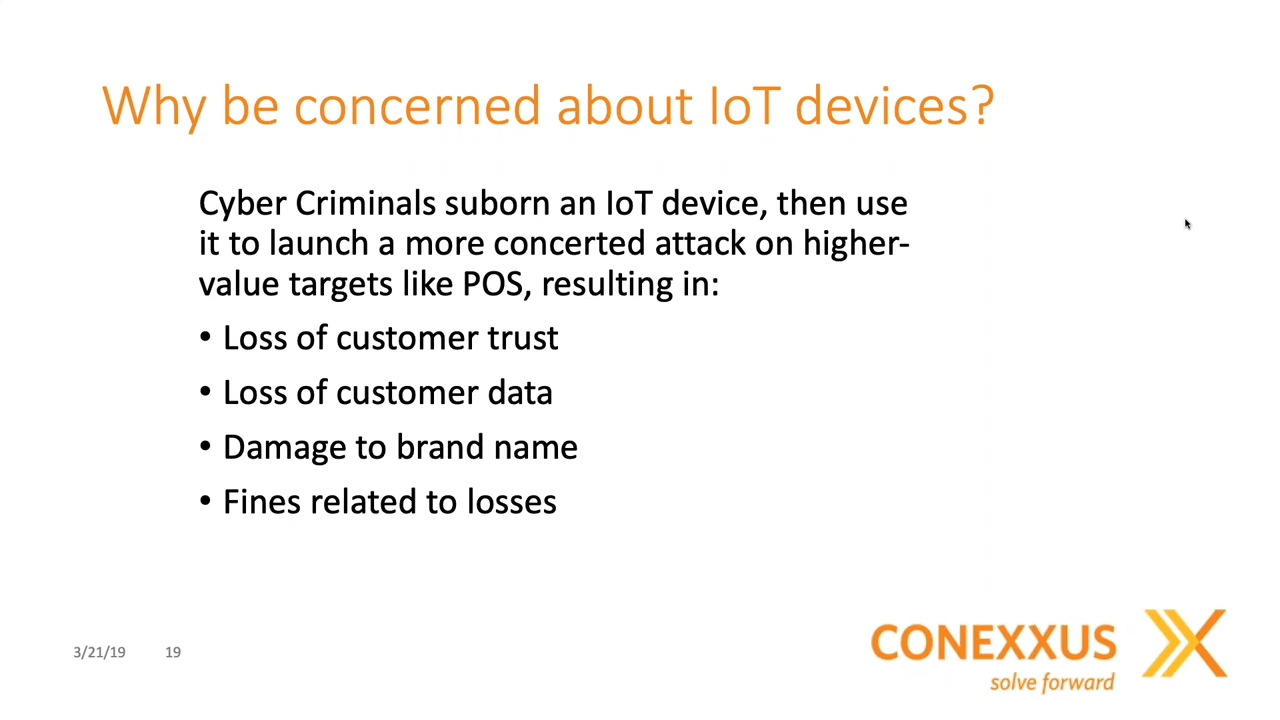 Why be concerned about IoT devices?
Cyber Criminals suborn an IoT device, then use
it to launch a more concerted attack on higher-
value targets like POS, resulting in:
• Loss of customer trust
• Loss of customer data
• Damage to brand name
• Fines related to losses
3/21/19 19
CONEXXUS
solve forward